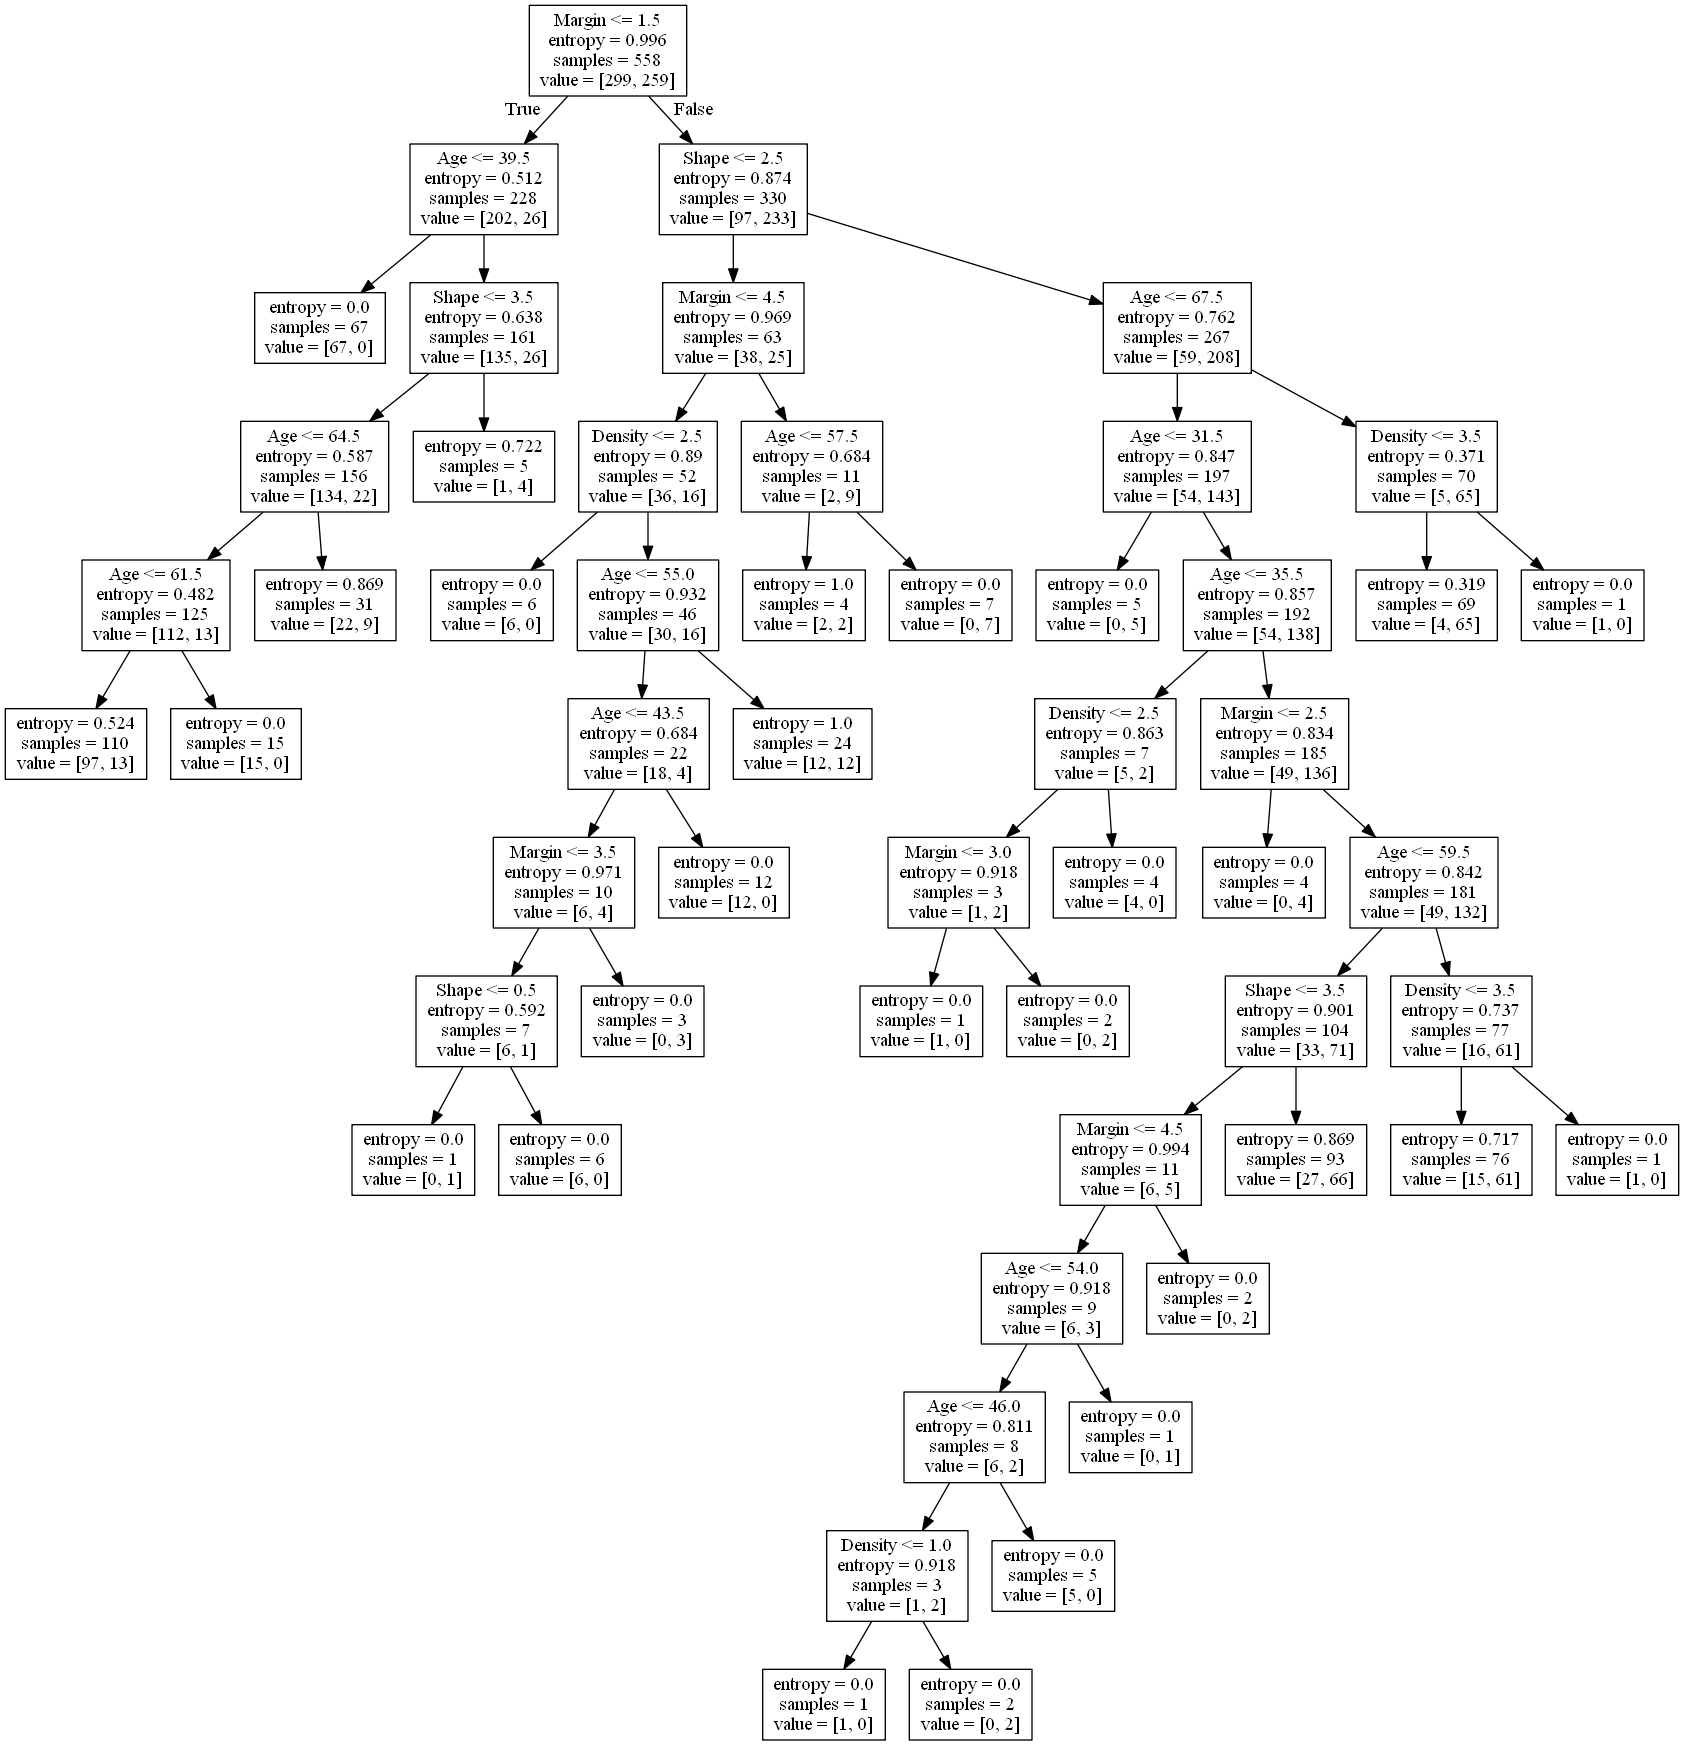 Margin <= 1.5
entropy = 0.996
samples = 558
value = [299, 259]
True
False
Age <= 39.5
entropy = 0.512
samples = 228
value = [202, 26]
Shape <= 2.5
entropy = 0.874
samples = 330
value = [97, 233]
entropy = 0.0
samples = 67
value = [67, 0]
Shape <= 3.5
entropy = 0.638
samples = 161
value = [135, 26]
Margin <= 4.5
entropy = 0.969
samples = 63
value = [38, 25]
Age <= 67.5
entropy = 0.762
samples = 267
value = [59, 208]
Age <= 64.5
entropy = 0.587
samples = 156
value = [134, 22]
entropy = 0.722
samples = 5
value = [1, 4]
Density <= 2.5
entropy = 0.89
samples = 52
value = [36, 16]
Age <= 57.5
entropy = 0.684
samples = 11
value = [2, 9]
Age <= 31.5
entropy = 0.847
samples = 197
value = [54, 143]
Density <= 3.5
entropy = 0.371
samples = 70
value = [5, 65]
Age <= 61.5
entropy = 0.482
samples = 125
value = [112, 13]
entropy = 0.869
samples = 31
value = [22, 9]
entropy = 0.0
samples = 6
value = [6, 0]
Age <= 55.0
entropy = 0.932
samples = 46
value = [30, 16]
entropy = 1.0
samples = 4
value = [2, 2]
entropy = 0.0
samples = 7
value = [0, 7]
entropy = 0.0
samples = 5
value = [0, 5]
Age <= 35.5
entropy = 0.857
samples = 192
value = [54, 138]
entropy = 0.319
samples = 69
value = [4, 65]
entropy = 0.0
samples = 1
value = [1, 0]
entropy = 0.524
samples = 110
value = [97, 13]
entropy = 0.0
samples = 15
value = [15, 0]
Age <= 43.5
entropy = 0.684
samples = 22
value = [18, 4]
entropy = 1.0
samples = 24
value = [12, 12]
Density <= 2.5
entropy = 0.863
samples = 7
value = [5, 2]
Margin <= 2.5
entropy = 0.834
samples = 185
value = [49, 136]
Margin <= 3.5
entropy = 0.971
samples = 10
value = [6, 4]
entropy = 0.0
samples = 12
value = [12, 0]
Margin <= 3.0
entropy = 0.918
samples = 3
value = [1, 2]
entropy = 0.0
samples = 4
value = [4, 0]
entropy = 0.0
samples = 4
value = [0, 4]
Age <= 59.5
entropy = 0.842
samples = 181
value = [49, 132]
Shape <= 0.5
entropy = 0.592
samples = 7
value = [6, 1]
entropy = 0.0
samples = 3
value = [0, 3]
entropy = 0.0
samples = 1
value = [1, 0]
entropy = 0.0
samples = 2
value = [0, 2]
Shape <= 3.5
entropy = 0.901
samples = 104
value = [33, 71]
Density <= 3.5
entropy = 0.737
samples = 77
value = [16, 61]
entropy = 0.0
samples = 1
value = [0, 1]
entropy = 0.0
samples = 6
value = [6, 0]
Margin <= 4.5
entropy = 0.994
samples = 11
value = [6, 5]
entropy = 0.869
samples = 93
value = [27, 66]
entropy = 0.717
samples = 76
value = [15, 61]
entropy = 0.0
samples = 1
value = [1, 0]
Age <= 54.0
entropy = 0.918
samples = 9
value = [6, 3]
entropy = 0.0
samples = 2
value = [0, 2]
Age <= 46.0
entropy = 0.811
samples = 8
value = [6, 2]
entropy = 0.0
samples = 1
value = [0, 1]
Density <= 1.0
entropy = 0.918
samples = 3
value = [1, 2]
entropy = 0.0
samples = 5
value = [5, 0]
entropy = 0.0
samples = 1
value = [1, 0]
entropy = 0.0
samples = 2
value = [0, 2]